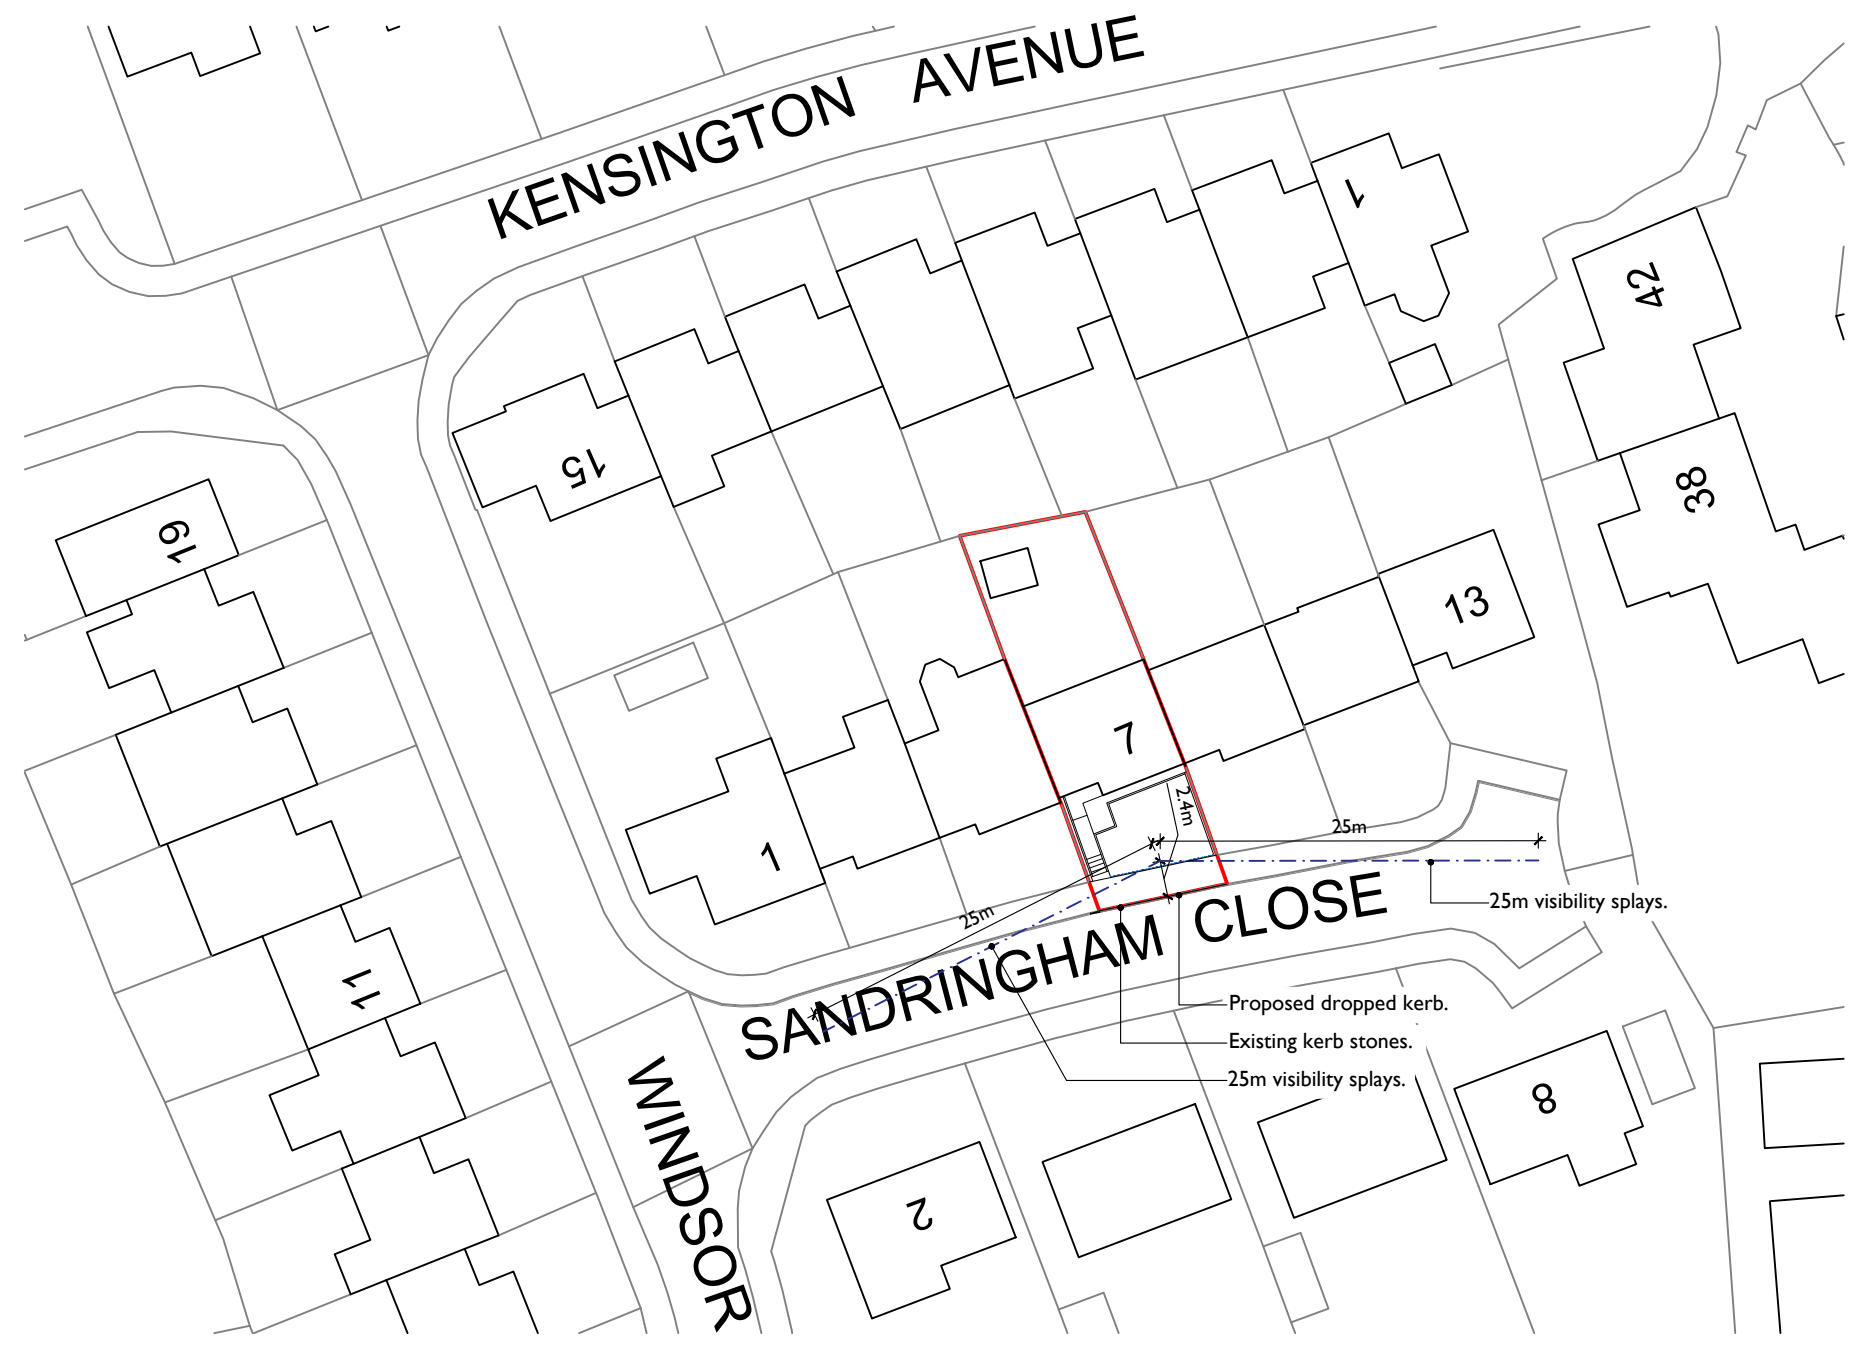 KENSINGTON AVENUE
1
42
15
38
19
13
7
2.4m
25m
1
25m visibility splays.
25m
SANDRINGHAM CLOSE
11
Proposed dropped kerb.
Existing kerb stones.
25m visibility splays.
WINDSOR
8
2